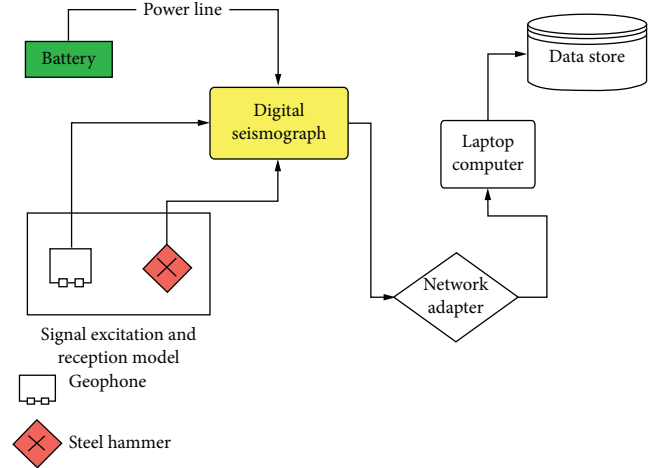 Power line
Battery
Data store
Digital
seismograph
Laptop
computer
Network
adapter
Signal excitation and
reception model
Geophone
Steel hammer